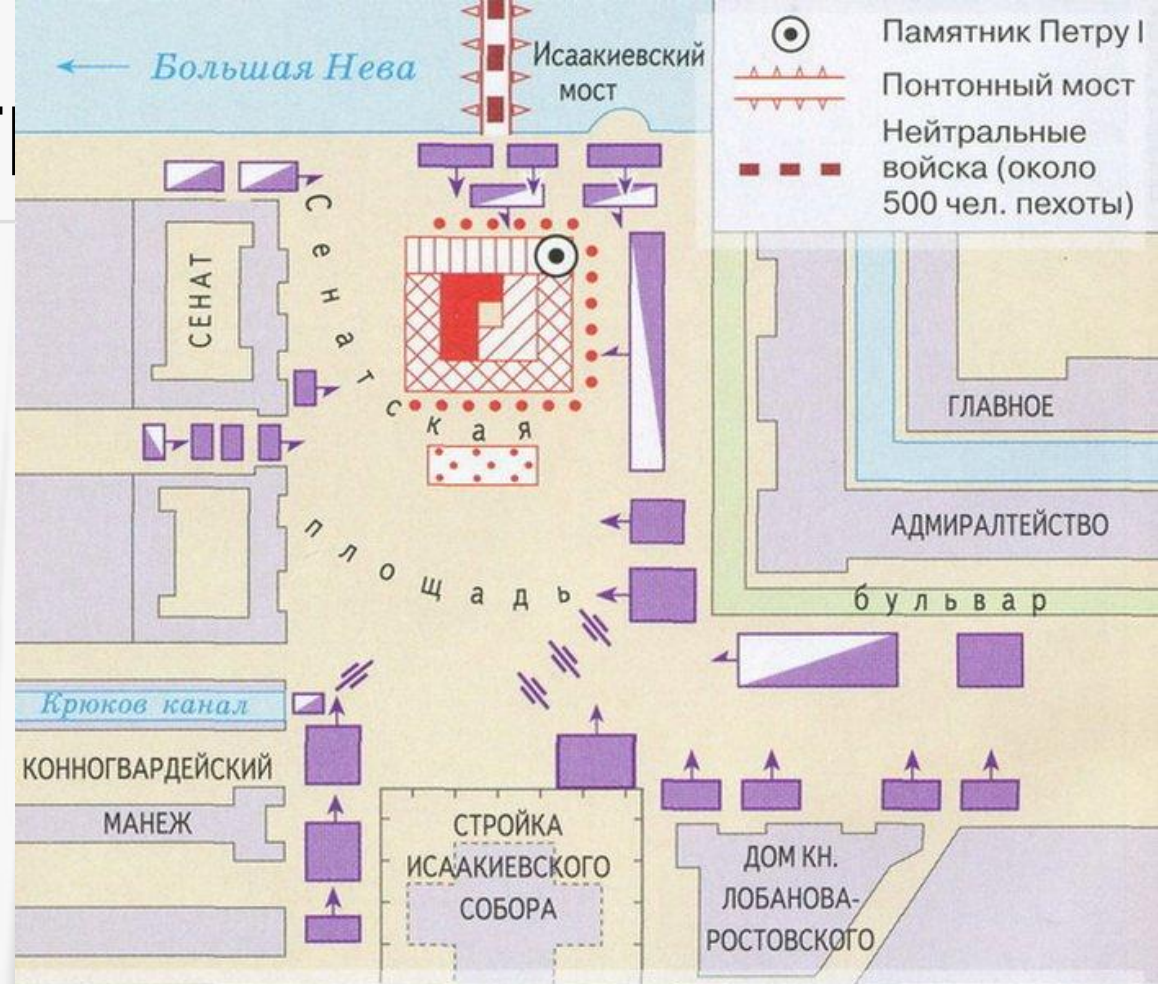 Большая Нева
Исаакиевский
мост
Памятник Петру I
Понтонный мост
Нейтральные
войска (около
500 чел. пехоты)
СЕНАТ
Сенатская
площадь
ГЛАВНОЕ
АДМИРАЛТЕЙСТВО
бульвар
Крюков канал
КОННОГВАРДЕЙСКИЙ
МАНЕЖ
СТРОЙКА
ИСААКИЕВСКОГО
СОБОРА
ДОМ КН.
ЛОБАНОВА-
РОСТОВСКОГО